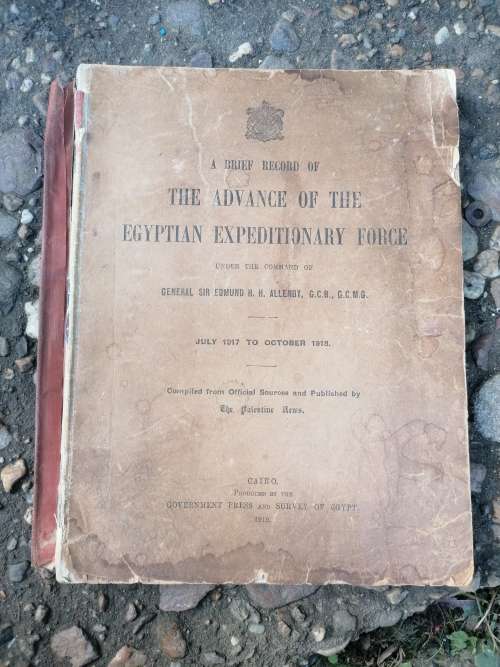 A BRIEF RECORD OF
THE ADVANCE OF THE
EGYPTIAN EXPEDITIONARY FORCE
UNDER THE COMMAND OF
GENERAL SIR EDMUND H. H. ALLENBY, G.C.B., G.C.M.G.
JULY 1917 TO OCTOBER 1918.
Compiled from Official Sources and Published by
The Palestine News.
CAIRO.
PRODUCED BY THE
GOVERNMENT PRESS AND SURVEY OF EGYPT.
1919.